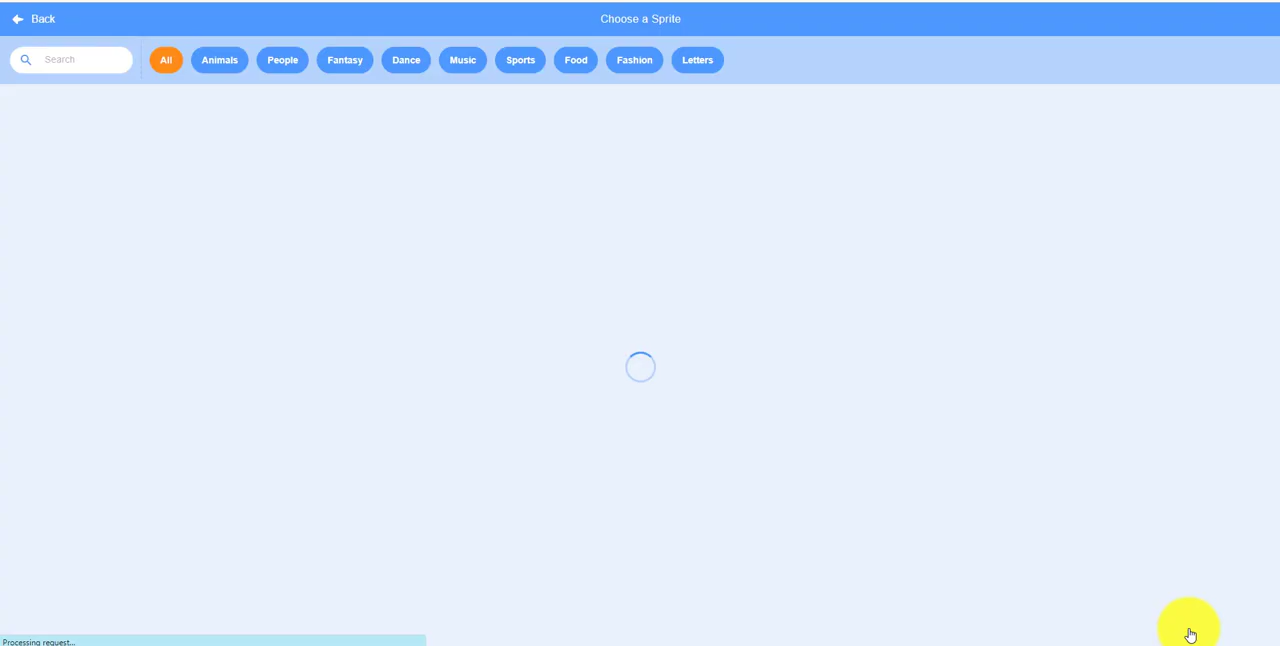 Back
Choose a Sprite
Search
All
Animals
People
Fantasy
Dance
Music
Sports
Food
Fashion
Letters
Processing request...